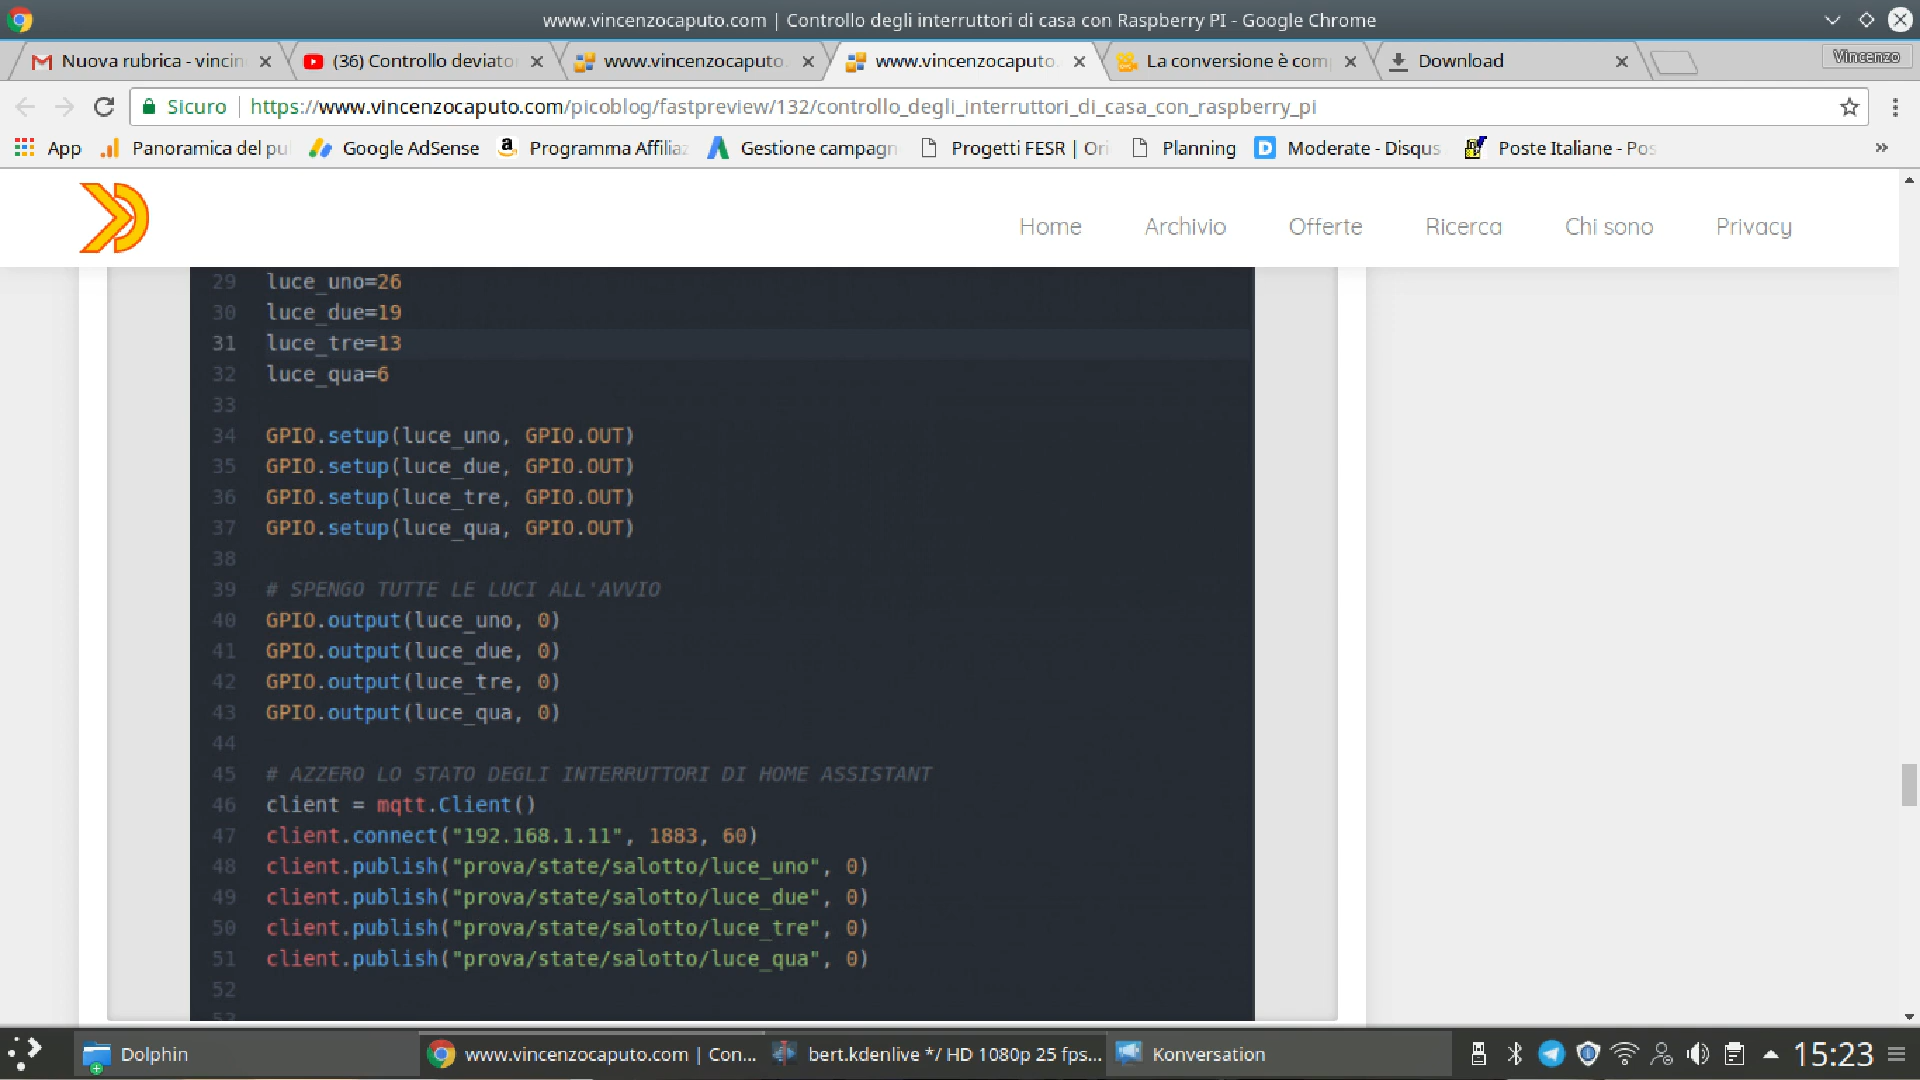 www.vincenzocaputo.com | Controllo degli interruttori di casa con Raspberry PI - Google Chrome
Nuova rubrica - vincin
(36) Controllo deviato
www.vincenzocaputo.
www.vincenzocaputo.
La conversione è com
Download
Vincenzo
Sicuro
https://www.vincenzocaputo.com/picoblog/fastpreview/132/controllo_degli_interruttori_di_casa_con_raspberry_pi
App
Panoramica del pu
Google AdSense
Programma Affilia
Gestione campagn
Progetti FESR | Ori
Planning
Moderate - Disqus
Poste Italiane - Pos
Home
Archivio
Offerte
Ricerca
Chi sono
Privacy
29 luce_uno=26
30 luce_due=19
31 luce_tre=13
32 luce_qua=6
33
34 GPIO.setup(luce_uno, GPIO.OUT)
35 GPIO.setup(luce_due, GPIO.OUT)
36 GPIO.setup(luce_tre, GPIO.OUT)
37 GPIO.setup(luce_qua, GPIO.OUT)
38
39 # SPENGO TUTTE LE LUCI ALL'AVVIO
40 GPIO.output(luce_uno, 0)
41 GPIO.output(luce_due, 0)
42 GPIO.output(luce_tre, 0)
43 GPIO.output(luce_qua, 0)
44
45 # AZZERO LO STATO DEGLI INTERRUTTORI DI HOME ASSISTANT
46 client = mqtt.Client()
47 client.connect("192.168.1.11", 1883, 60)
48 client.publish("prova/state/salotto/luce_uno", 0)
49 client.publish("prova/state/salotto/luce_due", 0)
50 client.publish("prova/state/salotto/luce_tre", 0)
51 client.publish("prova/state/salotto/luce_qua", 0)
52
53
Dolphin
www.vincenzocaputo.com | Con...
bert.kdenlive */ HD 1080p 25 fps...
Konversation
15:23